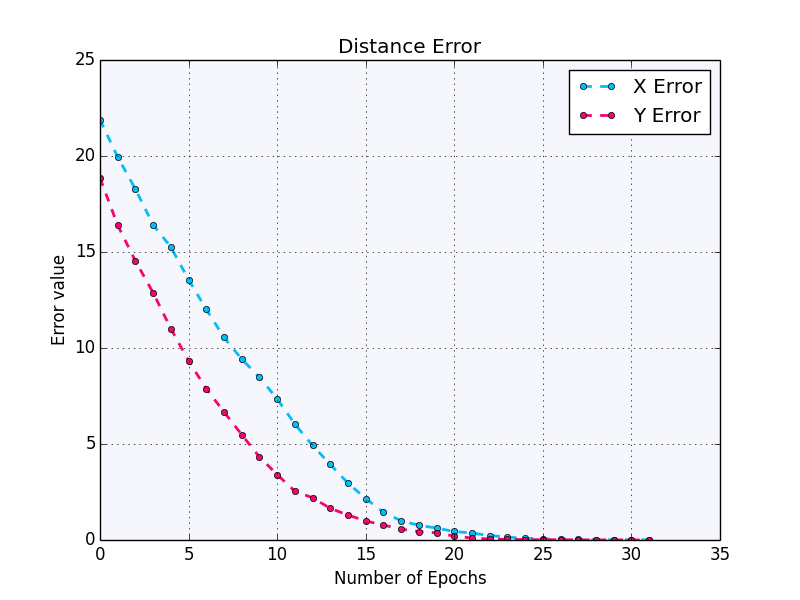 Distance Error
X Error
Y Error
Error value
25
20
15
10
5
0
0 5 10 15 20 25 30 35
Number of Epochs